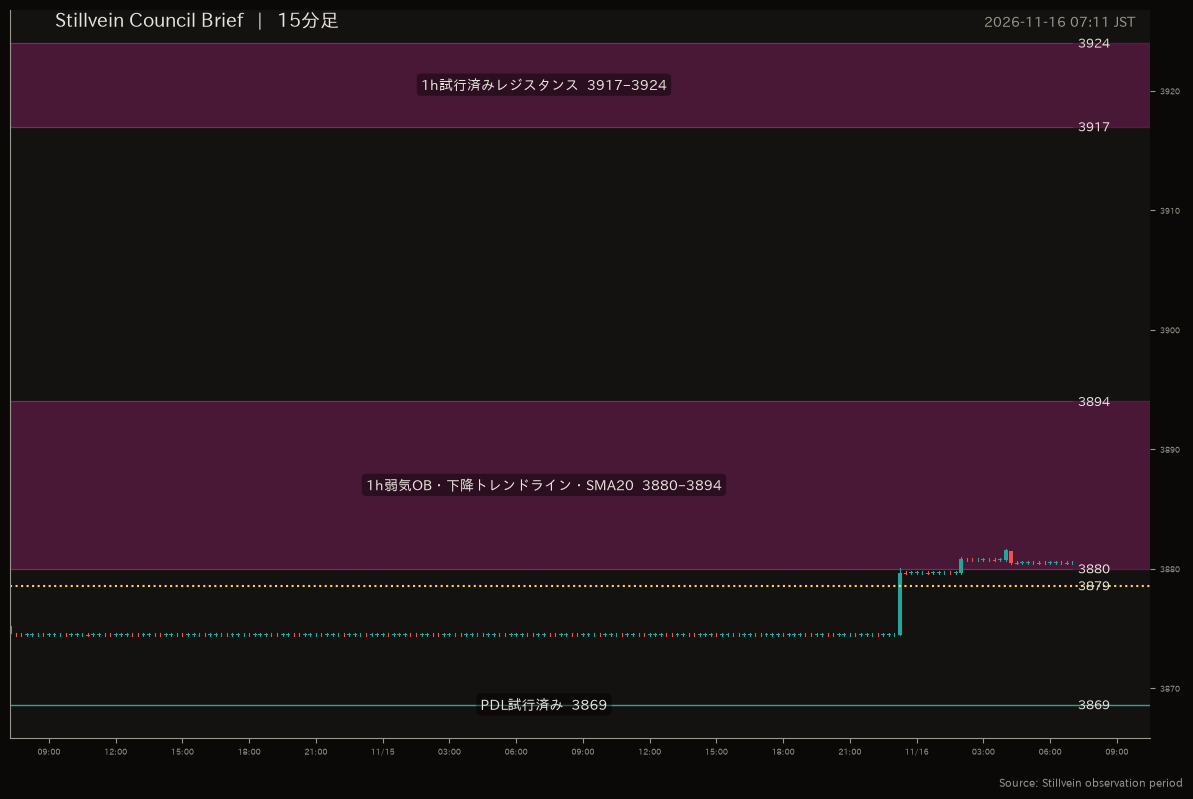 Stillvein Council Brief | 15分足
2026-11-16 07:11 JST
3924
3920
1h試行済みレジスタンス 3917–3924
3917
3910
3900
3894
3890
1h弱気OB・下降トレンドライン・SMA20 3880–3894
3880
3880
3879
3870
PDL試行済み 3869
3869
09:00 12:00 15:00 18:00 21:00 11/15 03:00 06:00 09:00 12:00 15:00 18:00 21:00 11/16 03:00 06:00 09:00
Source: Stillvein observation period